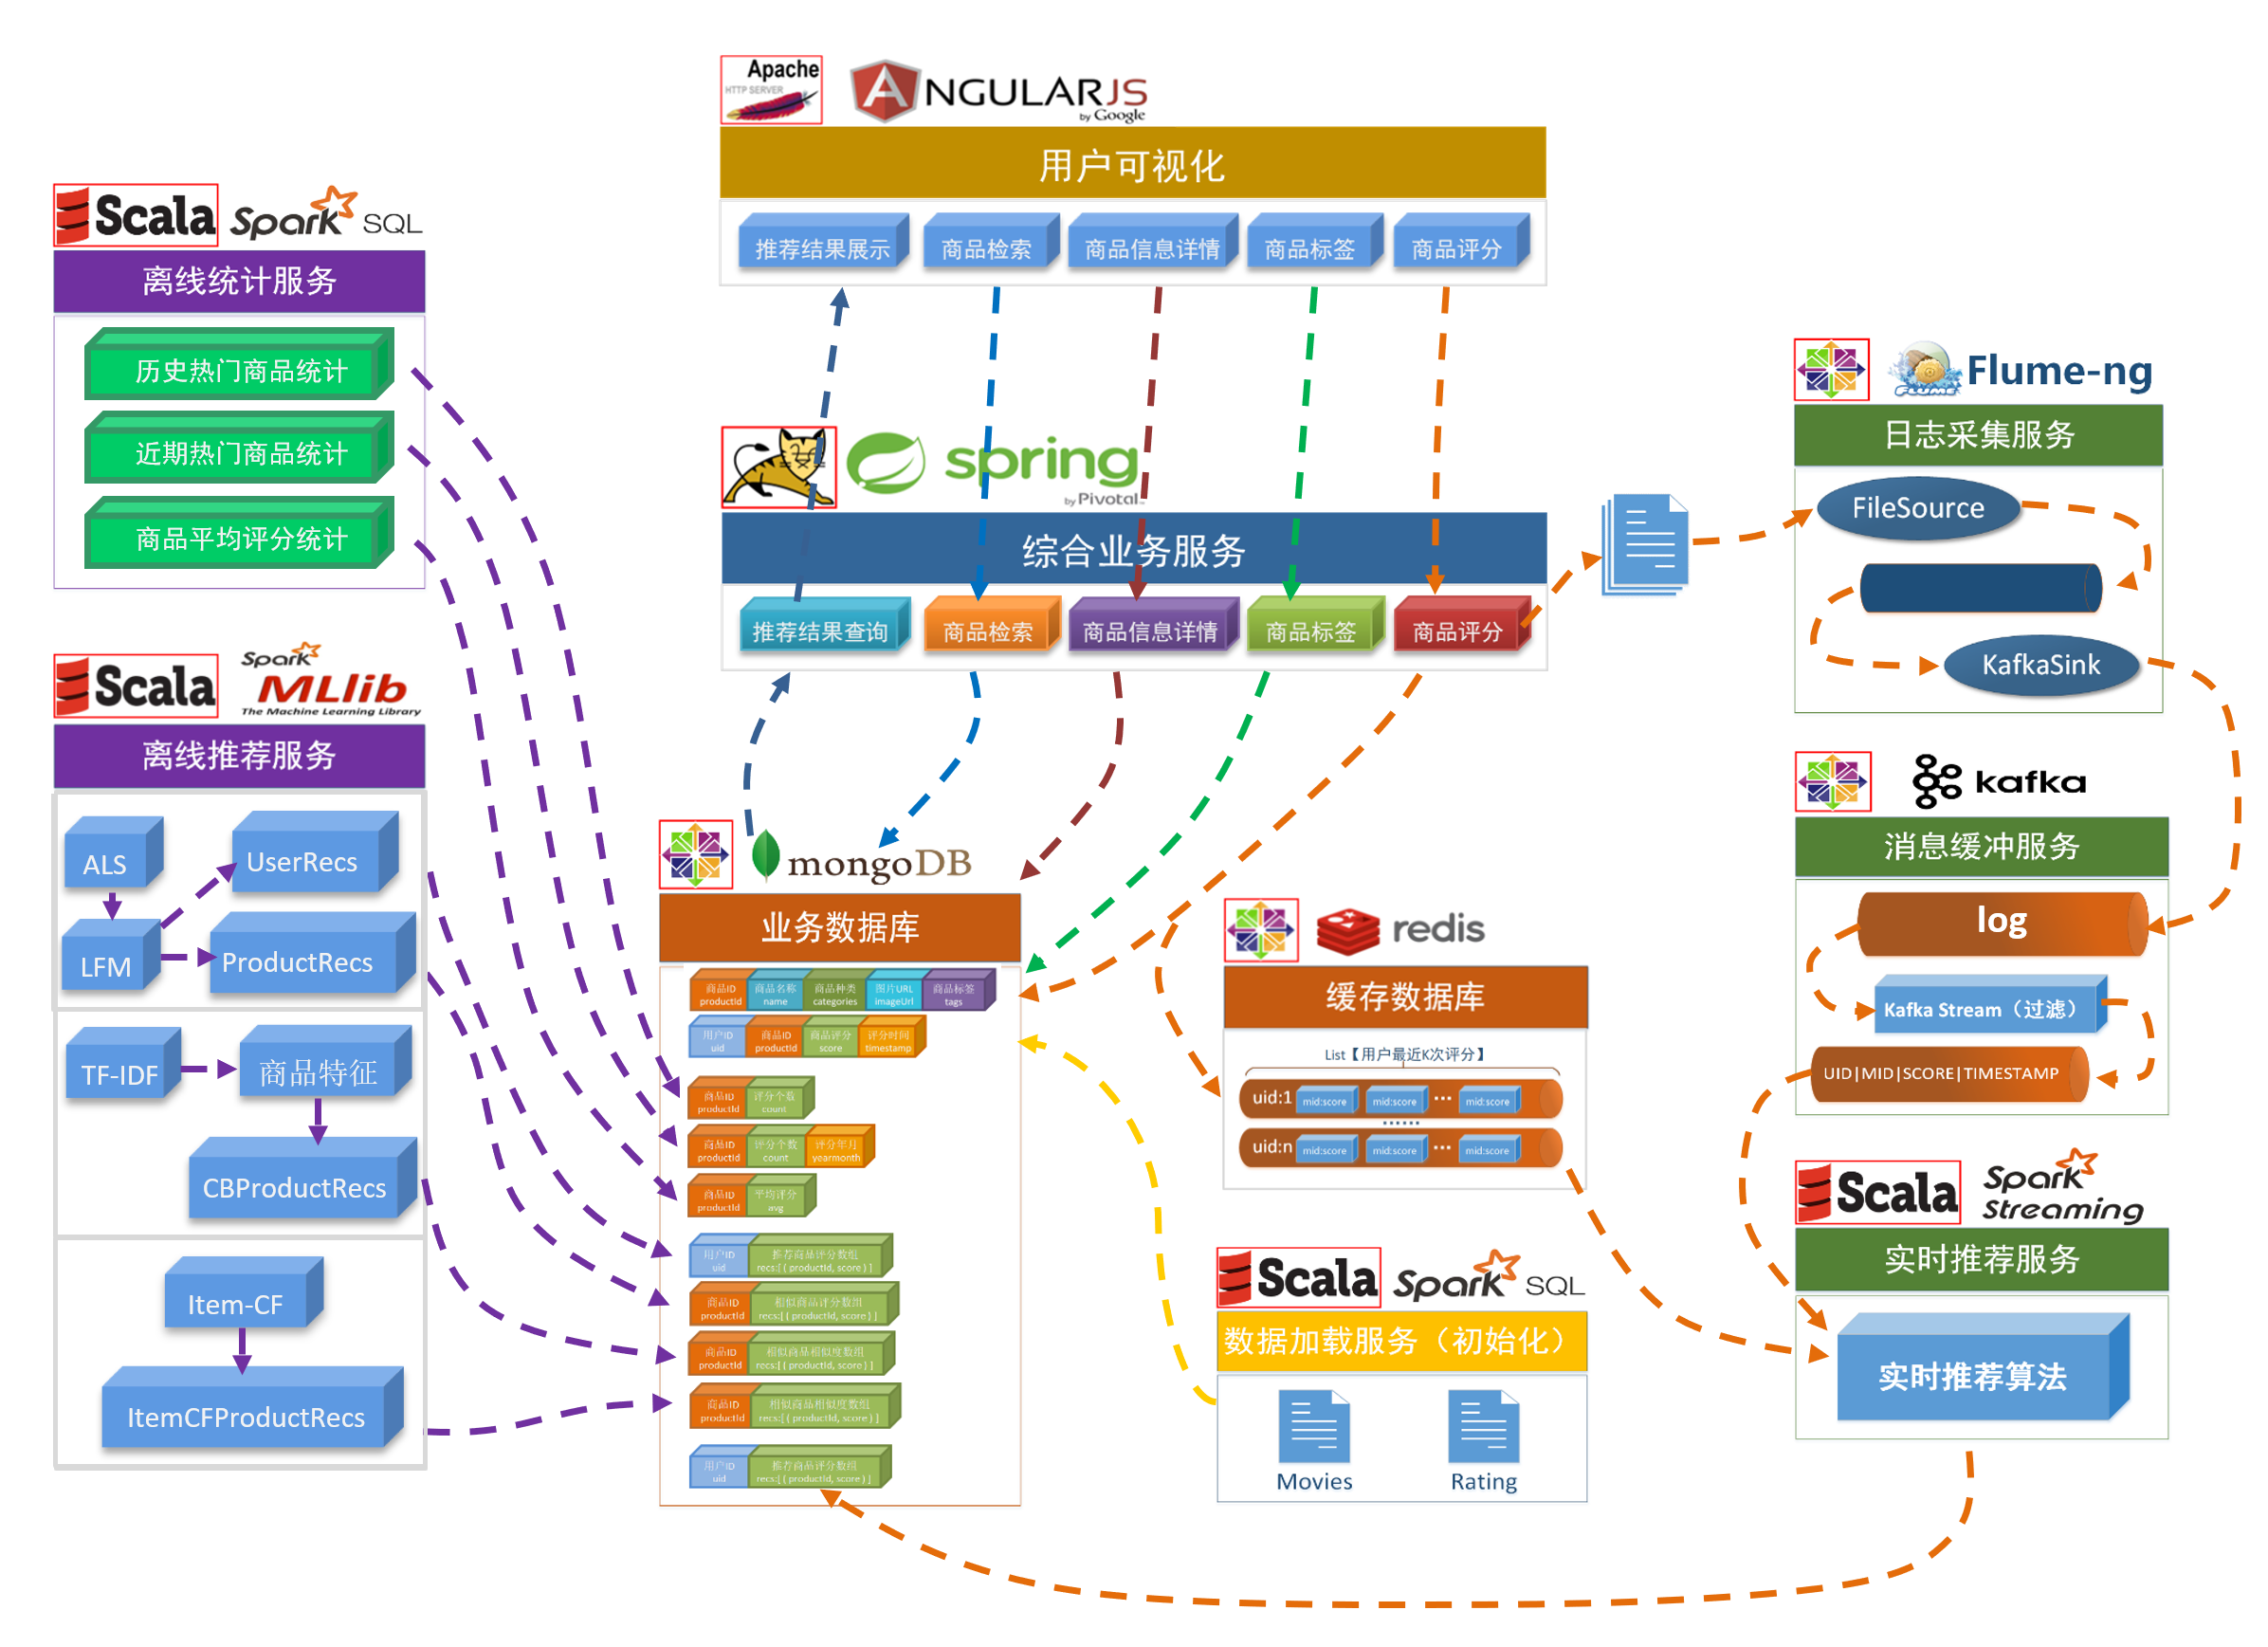 Apache
HTTP SERVER
ANGULARJS
by Google
用户可视化
推荐结果展示
商品检索
商品信息详情
商品标签
商品评分
Scala
Spark SQL
离线统计服务
历史热门商品统计
近期热门商品统计
商品平均评分统计
spring
by Pivotal
综合业务服务
推荐结果查询
商品检索
商品信息详情
商品标签
商品评分
FLUME
Flume-ng
日志采集服务
FileSource
KafkaSink
Scala
Spark
MLlib
The Machine Learning Library
离线推荐服务
ALS
UserRecs
LFM
ProductRecs
TF-IDF
商品特征
CBProductRecs
Item-CF
ItemCFProductRecs
mongoDB
业务数据库
商品ID
productId
商品名称
name
商品种类
categories
图片URL
imageUrl
商品标签
tags
用户ID
uid
商品ID
productId
商品评分
score
评分时间
timestamp
商品ID
productId
评分个数
count
商品ID
productId
评分个数
count
评分年月
yearmonth
商品ID
productId
平均评分
avg
用户ID
uid
推荐商品评分数组
recs:[ ( productId, score ) ]
商品ID
productId
相似商品评分数组
recs:[ ( productId, score ) ]
商品ID
productId
相似商品相似度数组
recs:[ ( productId, score ) ]
商品ID
productId
相似商品相似度数组
recs:[ ( productId, score ) ]
用户ID
uid
推荐商品评分数组
recs:[ ( productId, score ) ]
redis
缓存数据库
List【用户最近K次评分】
uid:1 mid:score mid:score ··· mid:score
······
uid:n mid:score mid:score ··· mid:score
Scala
Spark SQL
数据加载服务（初始化）
Movies
Rating
kafka
消息缓冲服务
log
Kafka Stream（过滤）
UID|MID|SCORE|TIMESTAMP
Scala
Spark
Streaming
实时推荐服务
实时推荐算法